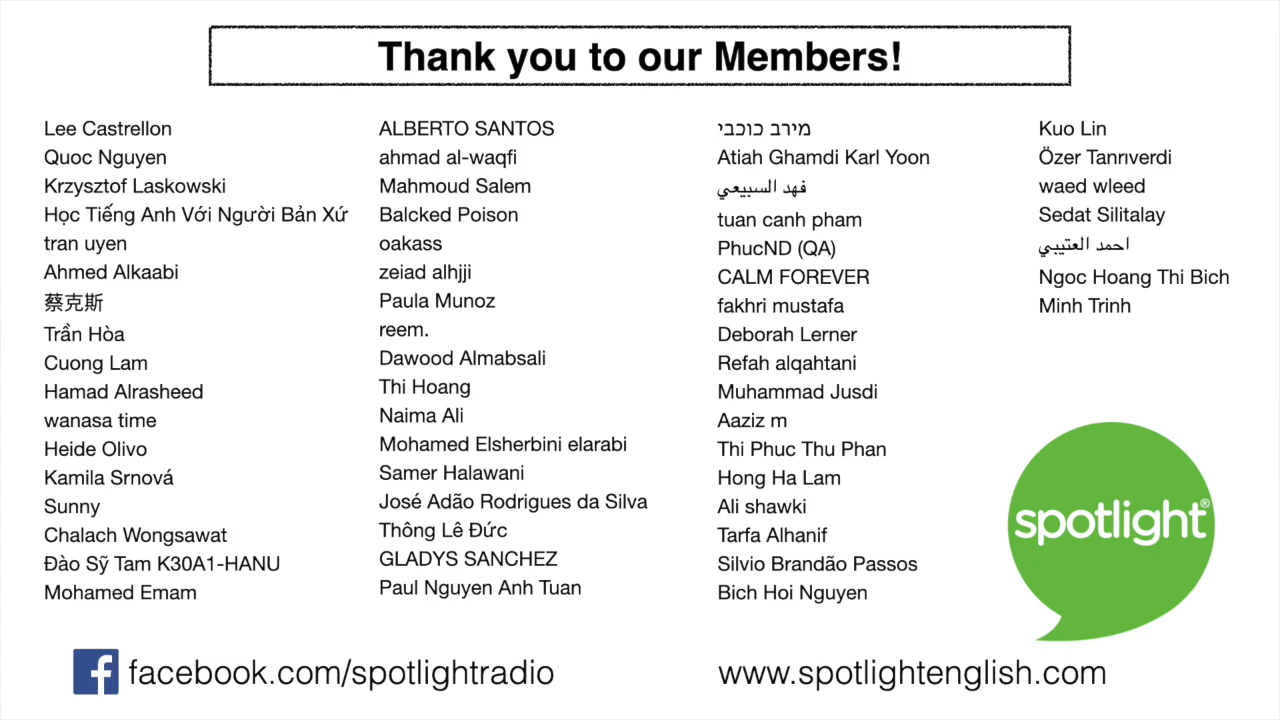 Thank you to our Members!
Lee Castrellon
Quoc Nguyen
Krzysztof Laskowski
Học Tiếng Anh Với Người Bản Xứ
tran uyen
Ahmed Alkaabi
蔡克斯
Trần Hòa
Cuong Lam
Hamad Alrasheed
wanasa time
Heide Olivo
Kamila Srnová
Sunny
Chalach Wongsawat
Đào Sỹ Tam K30A1-HANU
Mohamed Emam
ALBERTO SANTOS
ahmad al-waqfi
Mahmoud Salem
Balcked Poison
oakass
zeiad alhjji
Paula Munoz
reem.
Dawood Almabsali
Thi Hoang
Naima Ali
Mohamed Elsherbini elarabi
Samer Halawani
José Adão Rodrigues da Silva
Thông Lê Đức
GLADYS SANCHEZ
Paul Nguyen Anh Tuan
מירב כוכבי
Atiah Ghamdi Karl Yoon
فهد السبيعي
tuan canh pham
PhucND (QA)
CALM FOREVER
fakhri mustafa
Deborah Lerner
Refah alqahtani
Muhammad Jusdi
Aaziz m
Thi Phuc Thu Phan
Hong Ha Lam
Ali shawki
Tarfa Alhanif
Silvio Brandão Passos
Bich Hoi Nguyen
Kuo Lin
Özer Tanrıverdi
waed wleed
Sedat Silitalay
احمد العتيبي
Ngoc Hoang Thi Bich
Minh Trinh
spotlight®
facebook.com/spotlightradio
www.spotlightenglish.com